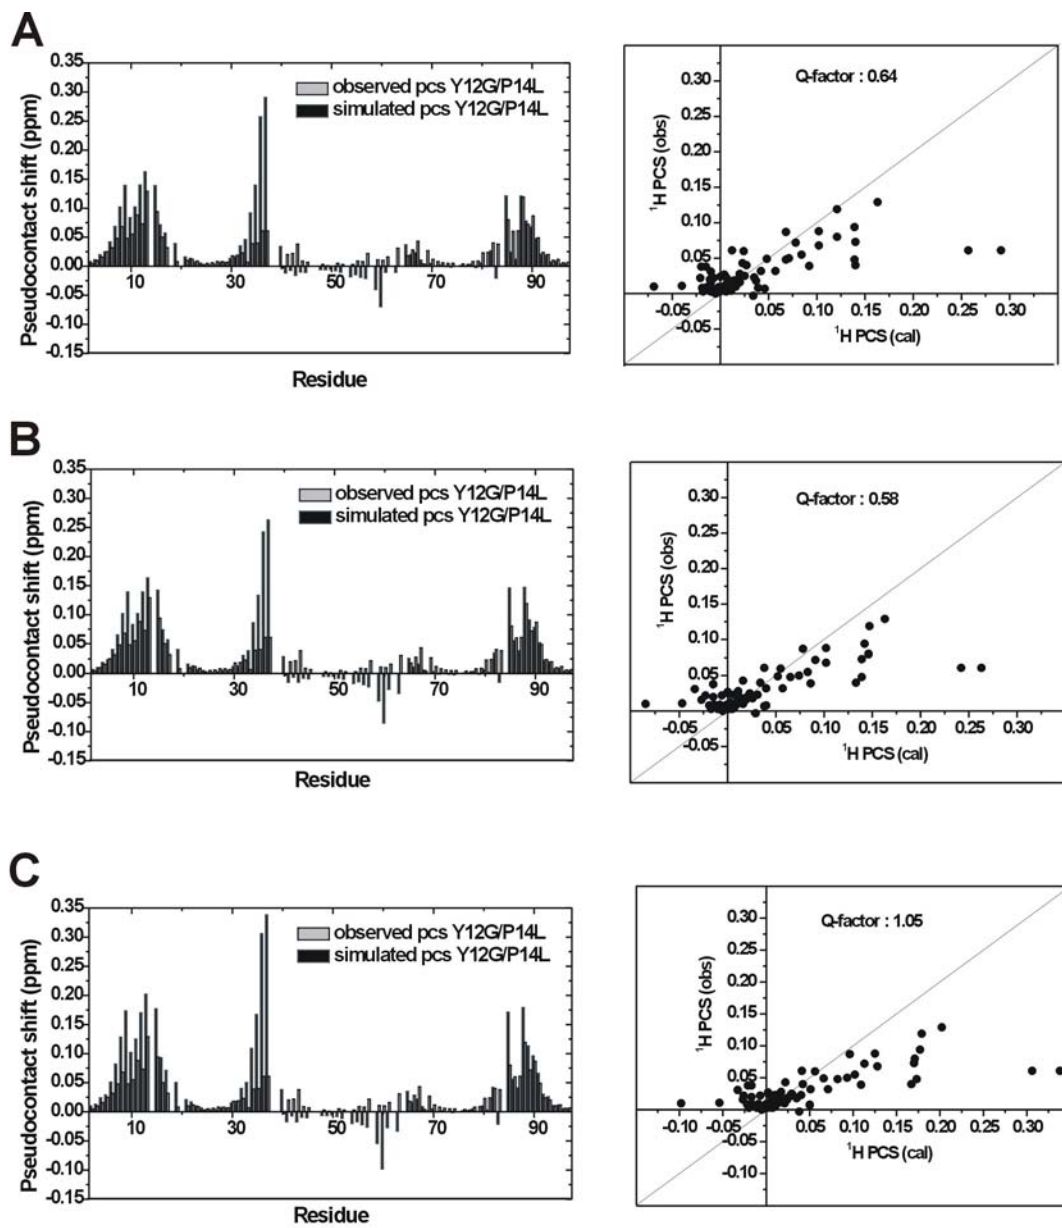 A
0.35
0.30
0.25
0.20
0.15
0.10
0.05
0.00
-0.05
-0.10
-0.15
Pseudocontact shift (ppm)
observed pcs Y12G/P14L
simulated pcs Y12G/P14L
10 30 50 70 90
Residue
Q-factor : 0.64
0.30
0.25
0.20
0.15
0.10
0.05
-0.05
¹H PCS (obs)
-0.05 0.05 0.10 0.15 0.20 0.25 0.30
¹H PCS (cal)
B
0.35
0.30
0.25
0.20
0.15
0.10
0.05
0.00
-0.05
-0.10
-0.15
Pseudocontact shift (ppm)
observed pcs Y12G/P14L
simulated pcs Y12G/P14L
10 30 50 70 90
Residue
Q-factor : 0.58
0.30
0.25
0.20
0.15
0.10
0.05
-0.05
¹H PCS (obs)
-0.05 0.05 0.10 0.15 0.20 0.25 0.30
¹H PCS (cal)
C
0.35
0.30
0.25
0.20
0.15
0.10
0.05
0.00
-0.05
-0.10
-0.15
Pseudocontact shift (ppm)
observed pcs Y12G/P14L
simulated pcs Y12G/P14L
10 30 50 70 90
Residue
Q-factor : 1.05
0.30
0.25
0.20
0.15
0.10
0.05
-0.05
-0.10
¹H PCS (obs)
-0.10 -0.05 0.05 0.10 0.15 0.20 0.25 0.30
¹H PCS (cal)